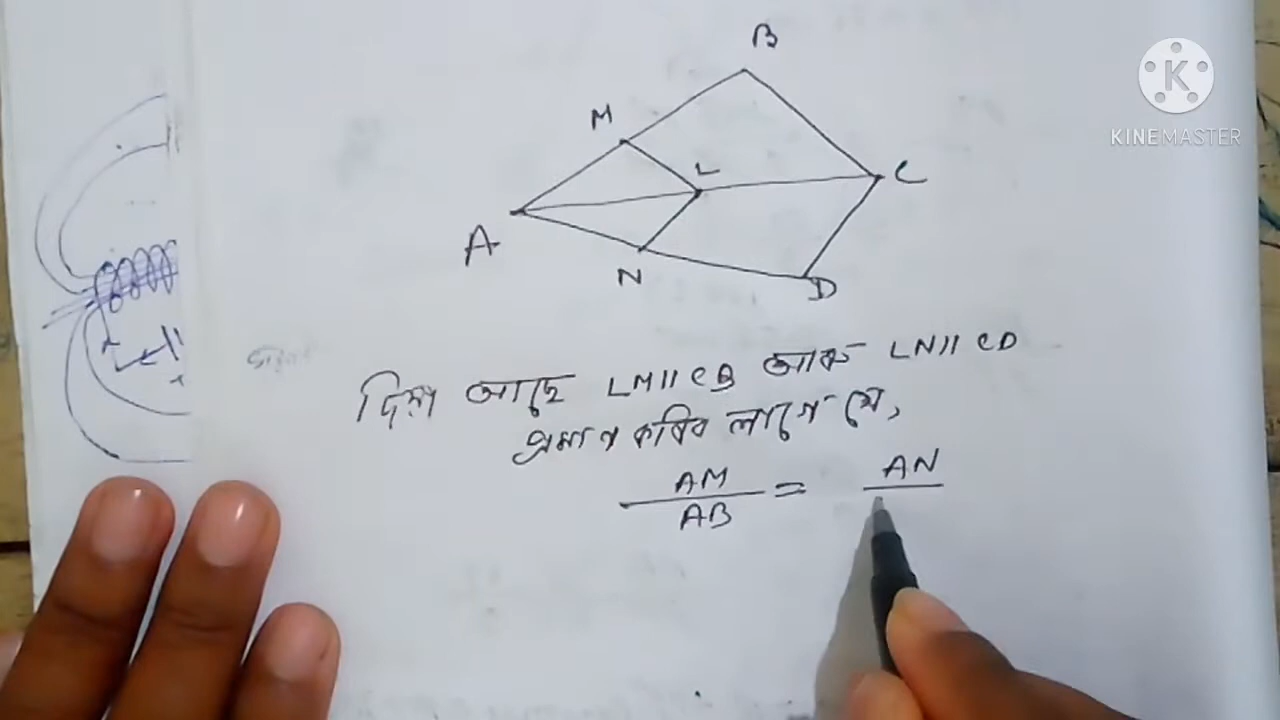 B
M
L
C
A
N
D
KINEMASTER
দিয়া আছে LM॥CB আৰু LN॥CD
প্ৰমাণ কৰিব লাগে যে,
AM/AB = AN/